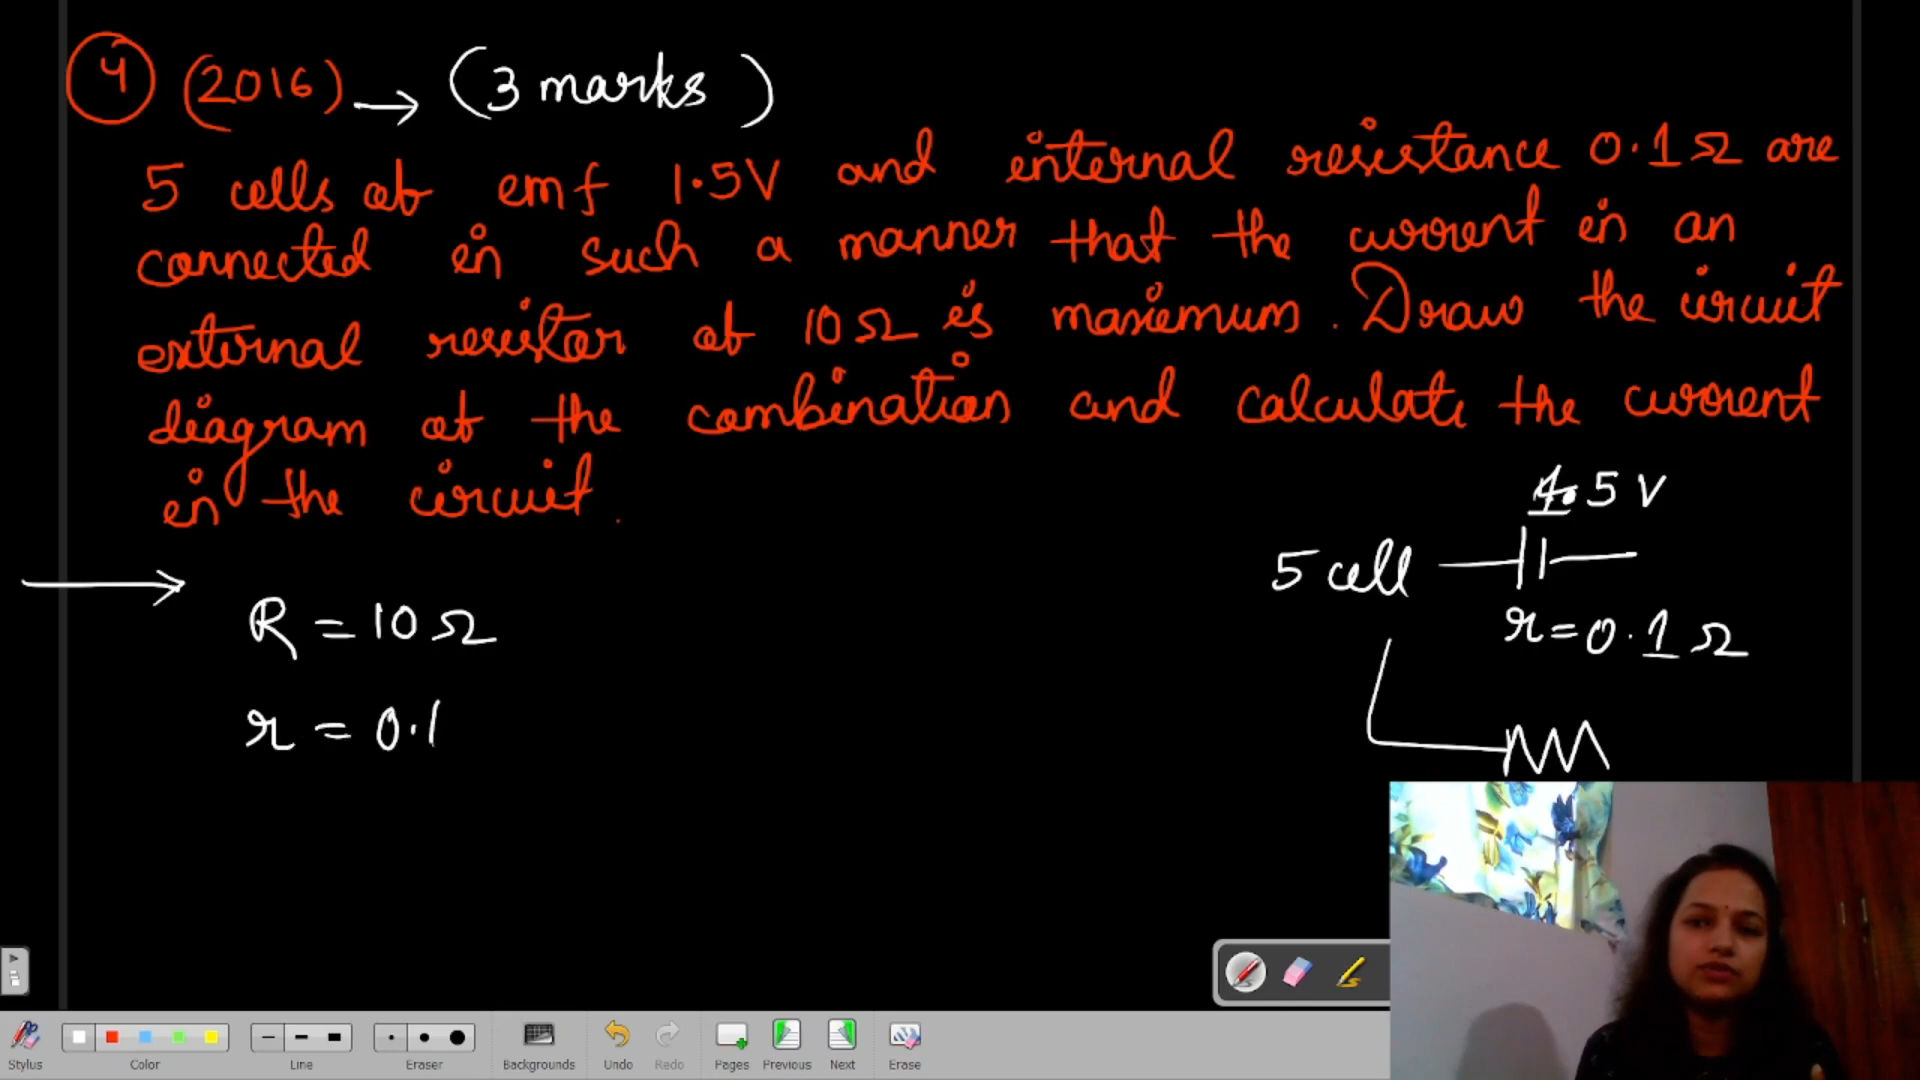 4 (2016) → (3 marks)
5 cells of emf 1.5V and internal resistance 0.1Ω are
connected in such a manner that the current in an
external resistor of 10Ω is maximum. Draw the circuit
diagram of the combination and calculate the current
in the circuit.
1.5 V
5 cell
r = 0.1 Ω
R = 10 Ω
r = 0.1
Stylus
Color
Line
Eraser
Backgrounds
Undo
Redo
Pages
Previous
Next
Erase